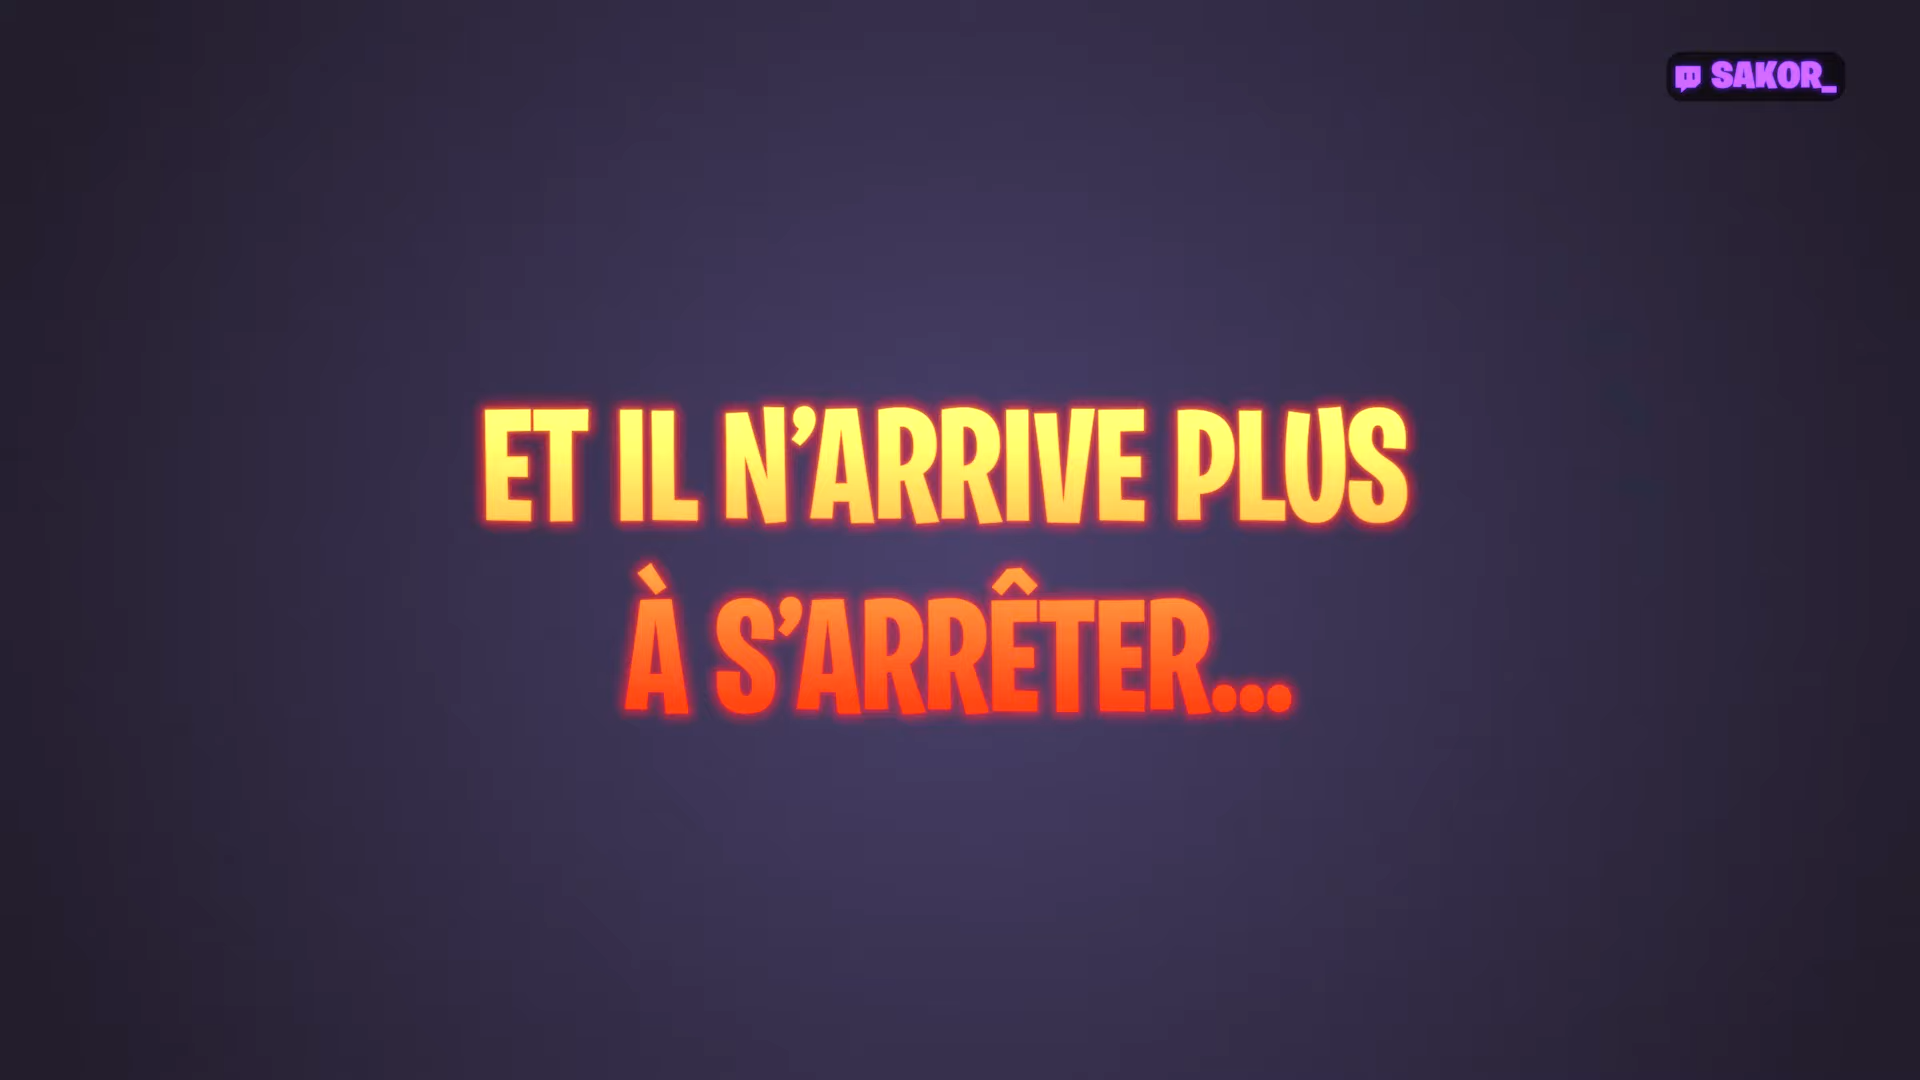 SAKOR_
ET IL N’ARRIVE PLUS
À S’ARRÊTER...